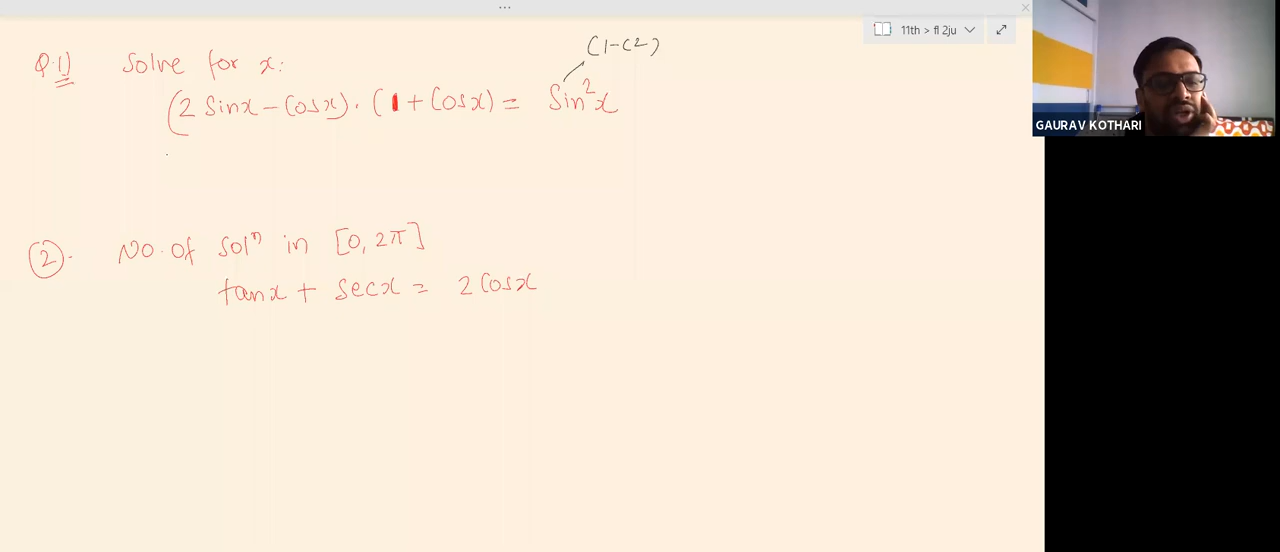 11th > fl 2ju
GAURAV KOTHARI
(1-c2)
Q.1) Solve for x:
(2 Sinx - Cosx) . (1 + Cosx) = Sin²x
2. No. of solⁿ in [0, 2π]
tanx + secx = 2 Cosx